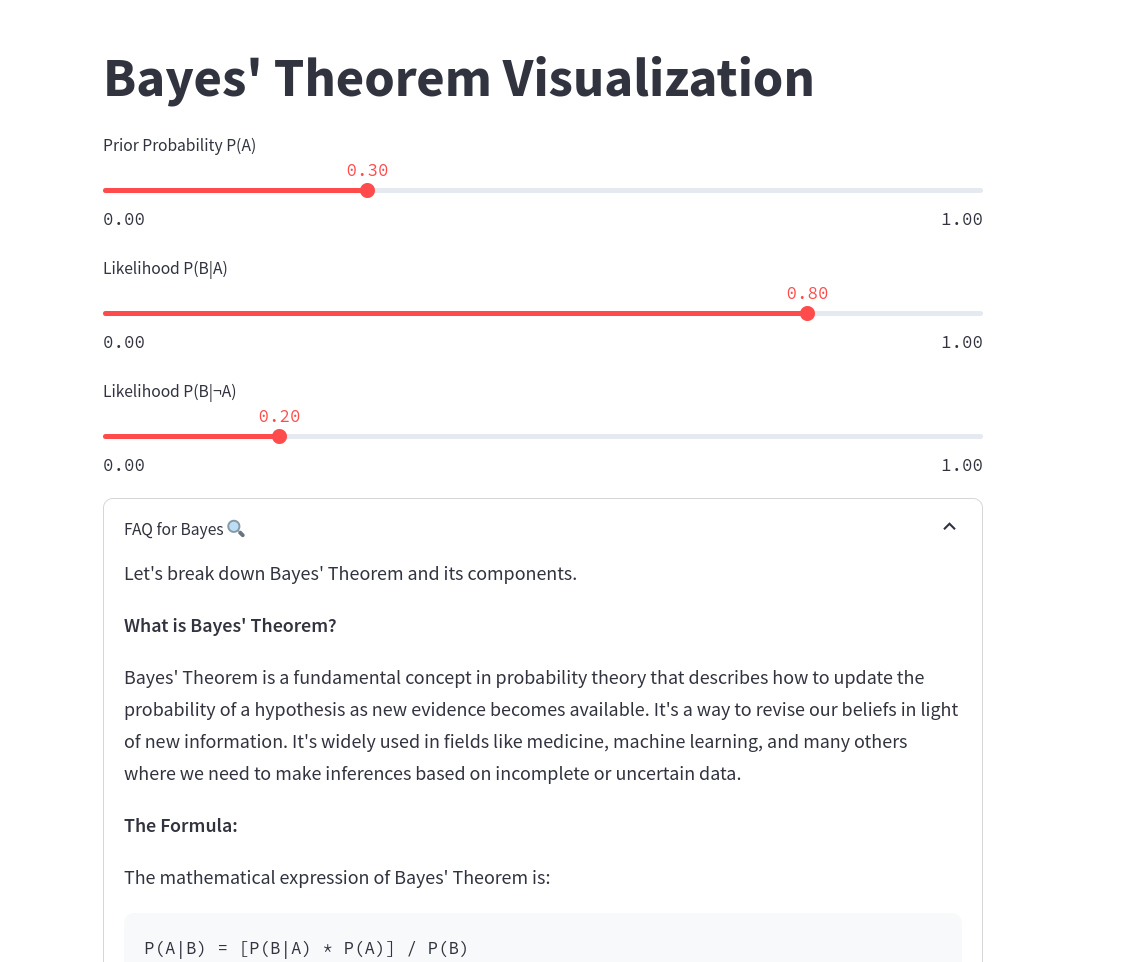 Bayes' Theorem Visualization
Prior Probability P(A)
0.30
0.00 1.00
Likelihood P(B|A)
0.80
0.00 1.00
Likelihood P(B|¬A)
0.20
0.00 1.00
FAQ for Bayes 🔍
Let's break down Bayes' Theorem and its components.
What is Bayes' Theorem?
Bayes' Theorem is a fundamental concept in probability theory that describes how to update the
probability of a hypothesis as new evidence becomes available. It's a way to revise our beliefs in light
of new information. It's widely used in fields like medicine, machine learning, and many others
where we need to make inferences based on incomplete or uncertain data.
The Formula:
The mathematical expression of Bayes' Theorem is:
P(A|B) = [P(B|A) * P(A)] / P(B)